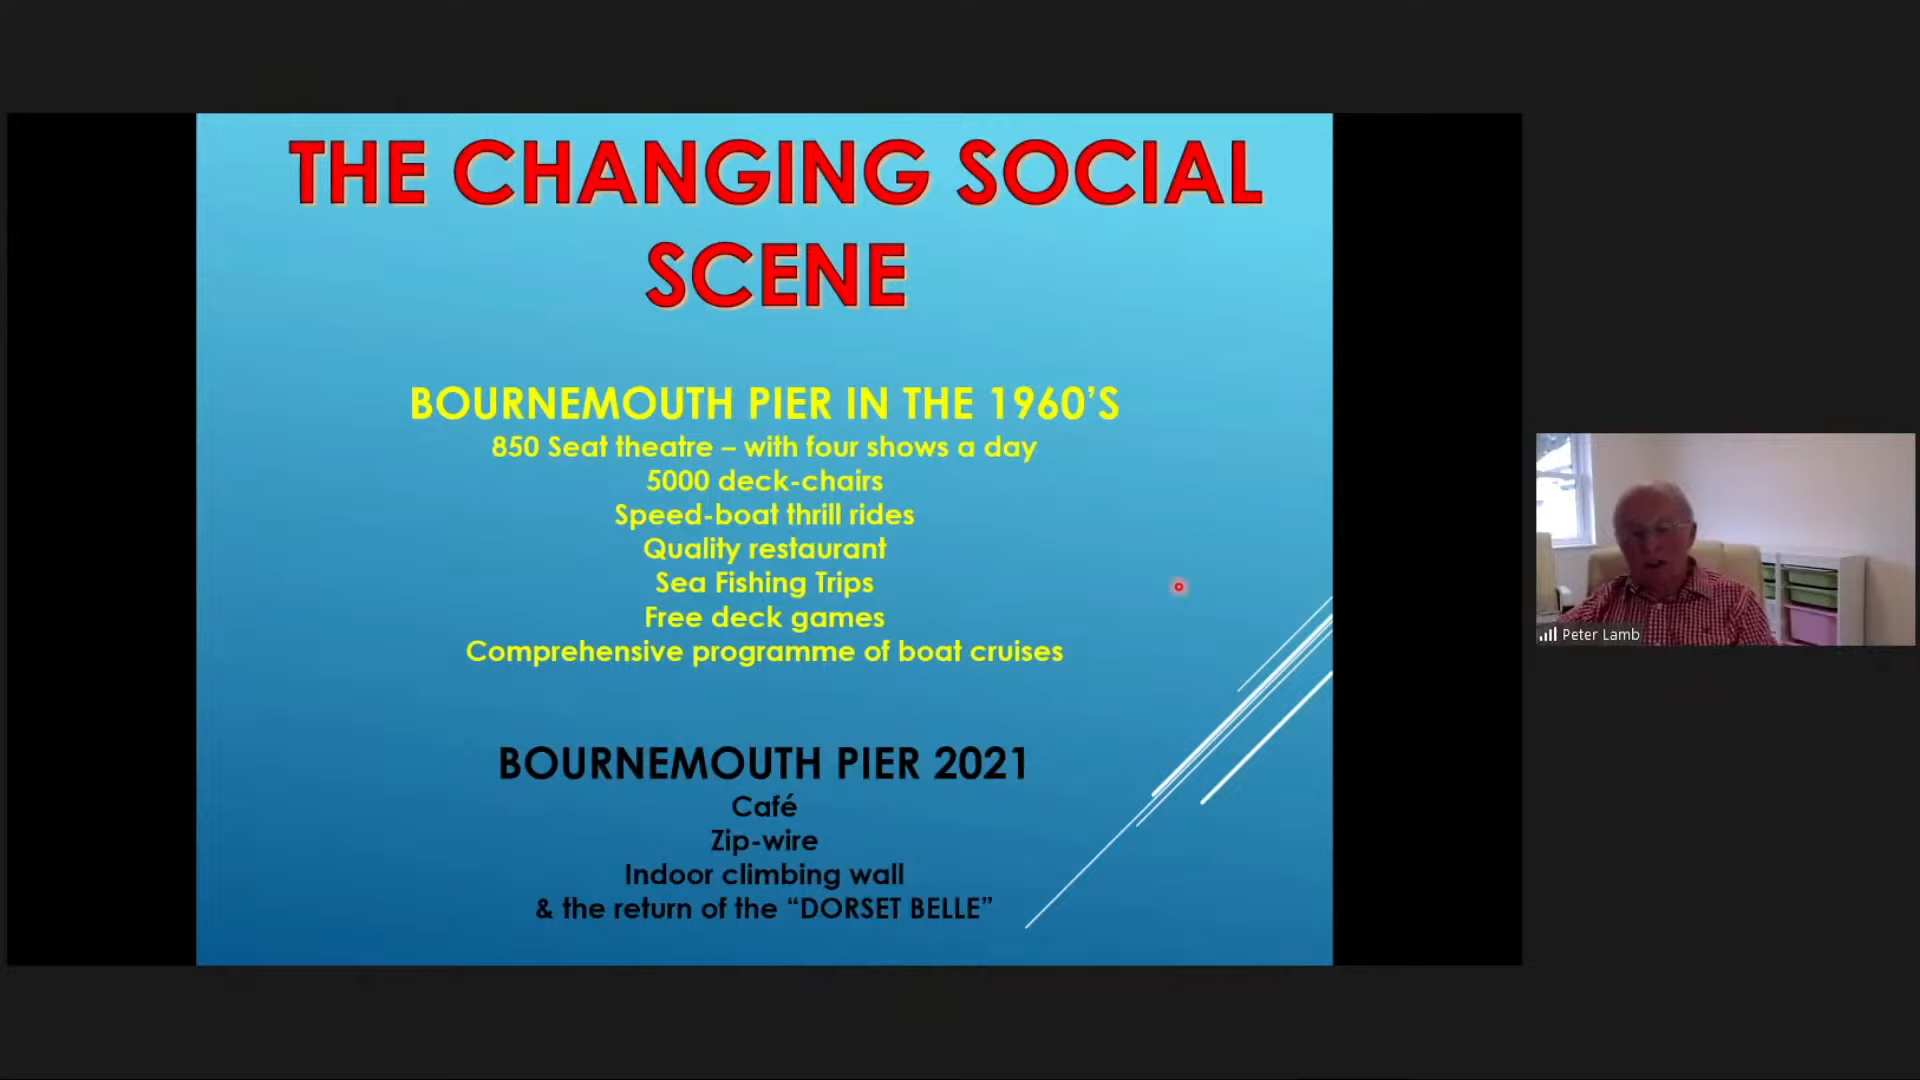 THE CHANGING SOCIAL
SCENE
BOURNEMOUTH PIER IN THE 1960’S
850 Seat theatre – with four shows a day
5000 deck-chairs
Speed-boat thrill rides
Quality restaurant
Sea Fishing Trips
Free deck games
Comprehensive programme of boat cruises
BOURNEMOUTH PIER 2021
Café
Zip-wire
Indoor climbing wall
& the return of the “DORSET BELLE”
Peter Lamb